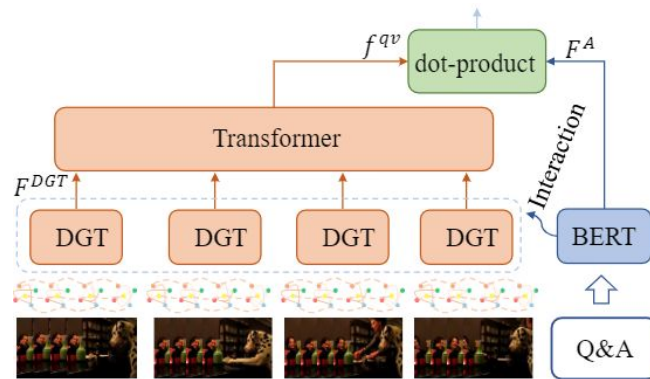 f^{qv}
dot-product
F^A
Transformer
F^{DGT}
Interaction
DGT
DGT
DGT
DGT
BERT
Q&A